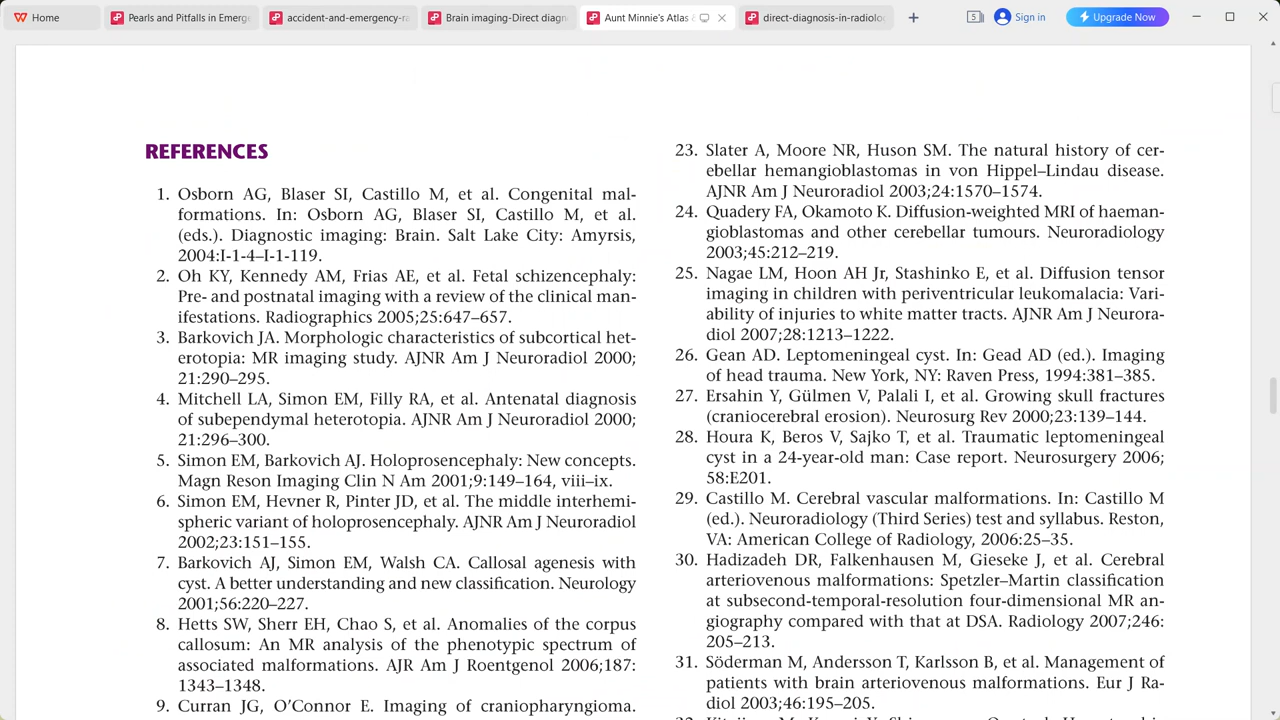 Home
Pearls and Pitfalls in Emerge
accident-and-emergency-ra
Brain imaging-Direct diagn
Aunt Minnie's Atlas &
direct-diagnosis-in-radiolo
5
Sign in
Upgrade Now
REFERENCES
1. Osborn AG, Blaser SI, Castillo M, et al. Congenital mal-
formations. In: Osborn AG, Blaser SI, Castillo M, et al.
(eds.). Diagnostic imaging: Brain. Salt Lake City: Amyrsis,
2004:I-1-4–I-1-119.
2. Oh KY, Kennedy AM, Frias AE, et al. Fetal schizencephaly:
Pre- and postnatal imaging with a review of the clinical man-
ifestations. Radiographics 2005;25:647–657.
3. Barkovich JA. Morphologic characteristics of subcortical het-
erotopia: MR imaging study. AJNR Am J Neuroradiol 2000;
21:290–295.
4. Mitchell LA, Simon EM, Filly RA, et al. Antenatal diagnosis
of subependymal heterotopia. AJNR Am J Neuroradiol 2000;
21:296–300.
5. Simon EM, Barkovich AJ. Holoprosencephaly: New concepts.
Magn Reson Imaging Clin N Am 2001;9:149–164, viii–ix.
6. Simon EM, Hevner R, Pinter JD, et al. The middle interhemi-
spheric variant of holoprosencephaly. AJNR Am J Neuroradiol
2002;23:151–155.
7. Barkovich AJ, Simon EM, Walsh CA. Callosal agenesis with
cyst. A better understanding and new classification. Neurology
2001;56:220–227.
8. Hetts SW, Sherr EH, Chao S, et al. Anomalies of the corpus
callosum: An MR analysis of the phenotypic spectrum of
associated malformations. AJR Am J Roentgenol 2006;187:
1343–1348.
9. Curran JG, O'Connor E. Imaging of craniopharyngioma.
23. Slater A, Moore NR, Huson SM. The natural history of cer-
ebellar hemangioblastomas in von Hippel–Lindau disease.
AJNR Am J Neuroradiol 2003;24:1570–1574.
24. Quadery FA, Okamoto K. Diffusion-weighted MRI of haeman-
gioblastomas and other cerebellar tumours. Neuroradiology
2003;45:212–219.
25. Nagae LM, Hoon AH Jr, Stashinko E, et al. Diffusion tensor
imaging in children with periventricular leukomalacia: Vari-
ability of injuries to white matter tracts. AJNR Am J Neurora-
diol 2007;28:1213–1222.
26. Gean AD. Leptomeningeal cyst. In: Gead AD (ed.). Imaging
of head trauma. New York, NY: Raven Press, 1994:381–385.
27. Ersahin Y, Gülmen V, Palali I, et al. Growing skull fractures
(craniocerebral erosion). Neurosurg Rev 2000;23:139–144.
28. Houra K, Beros V, Sajko T, et al. Traumatic leptomeningeal
cyst in a 24-year-old man: Case report. Neurosurgery 2006;
58:E201.
29. Castillo M. Cerebral vascular malformations. In: Castillo M
(ed.). Neuroradiology (Third Series) test and syllabus. Reston,
VA: American College of Radiology, 2006:25–35.
30. Hadizadeh DR, Falkenhausen M, Gieseke J, et al. Cerebral
arteriovenous malformations: Spetzler–Martin classification
at subsecond-temporal-resolution four-dimensional MR an-
giography compared with that at DSA. Radiology 2007;246:
205–213.
31. Söderman M, Andersson T, Karlsson B, et al. Management of
patients with brain arteriovenous malformations. Eur J Ra-
diol 2003;46:195–205.